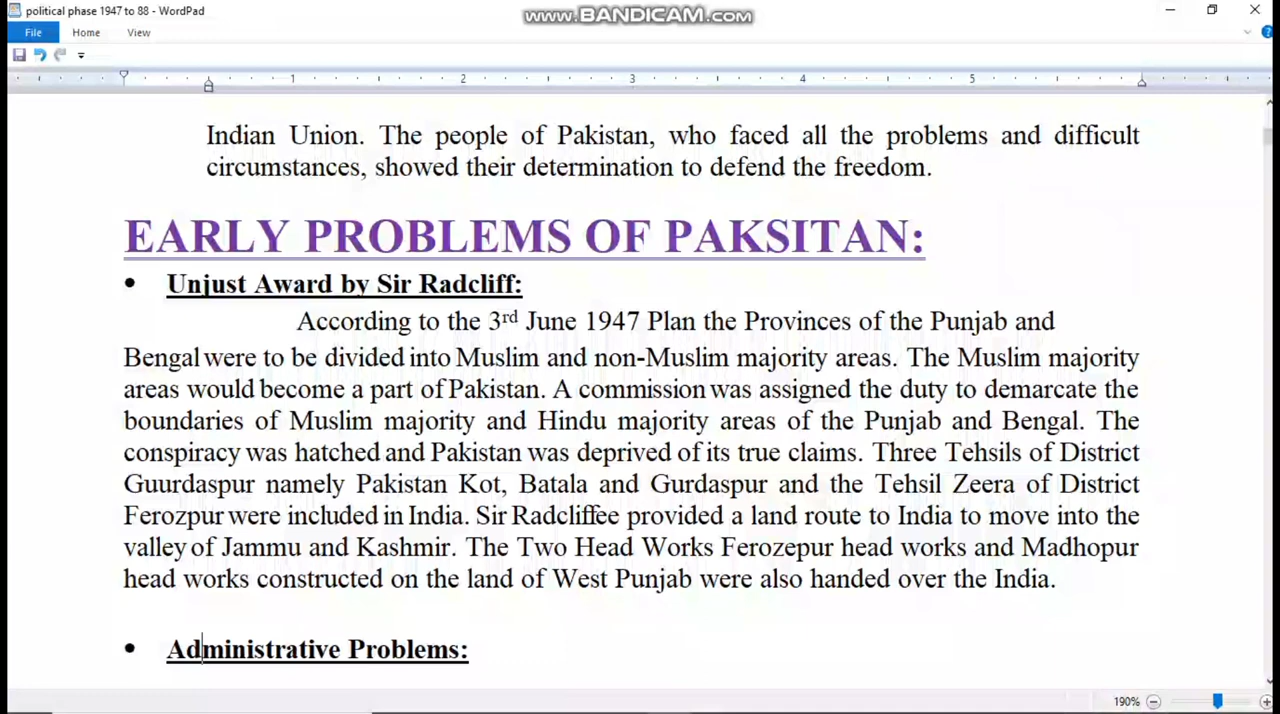 political phase 1947 to 88 - WordPad
www.BANDICAM.com
File Home View
1 2 3 4 5
Indian Union. The people of Pakistan, who faced all the problems and difficult
circumstances, showed their determination to defend the freedom.
EARLY PROBLEMS OF PAKSITAN:
• Unjust Award by Sir Radcliff:
According to the 3rd June 1947 Plan the Provinces of the Punjab and
Bengal were to be divided into Muslim and non-Muslim majority areas. The Muslim majority
areas would become a part of Pakistan. A commission was assigned the duty to demarcate the
boundaries of Muslim majority and Hindu majority areas of the Punjab and Bengal. The
conspiracy was hatched and Pakistan was deprived of its true claims. Three Tehsils of District
Guurdaspur namely Pakistan Kot, Batala and Gurdaspur and the Tehsil Zeera of District
Ferozpur were included in India. Sir Radcliffee provided a land route to India to move into the
valley of Jammu and Kashmir. The Two Head Works Ferozepur head works and Madhopur
head works constructed on the land of West Punjab were also handed over the India.
• Administrative Problems:
190%